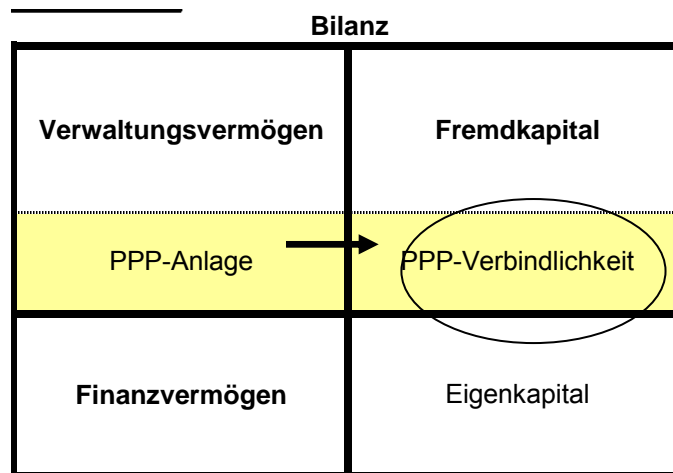 Bilanz
Verwaltungsvermögen
Fremdkapital
PPP-Anlage
PPP-Verbindlichkeit
Finanzvermögen
Eigenkapital